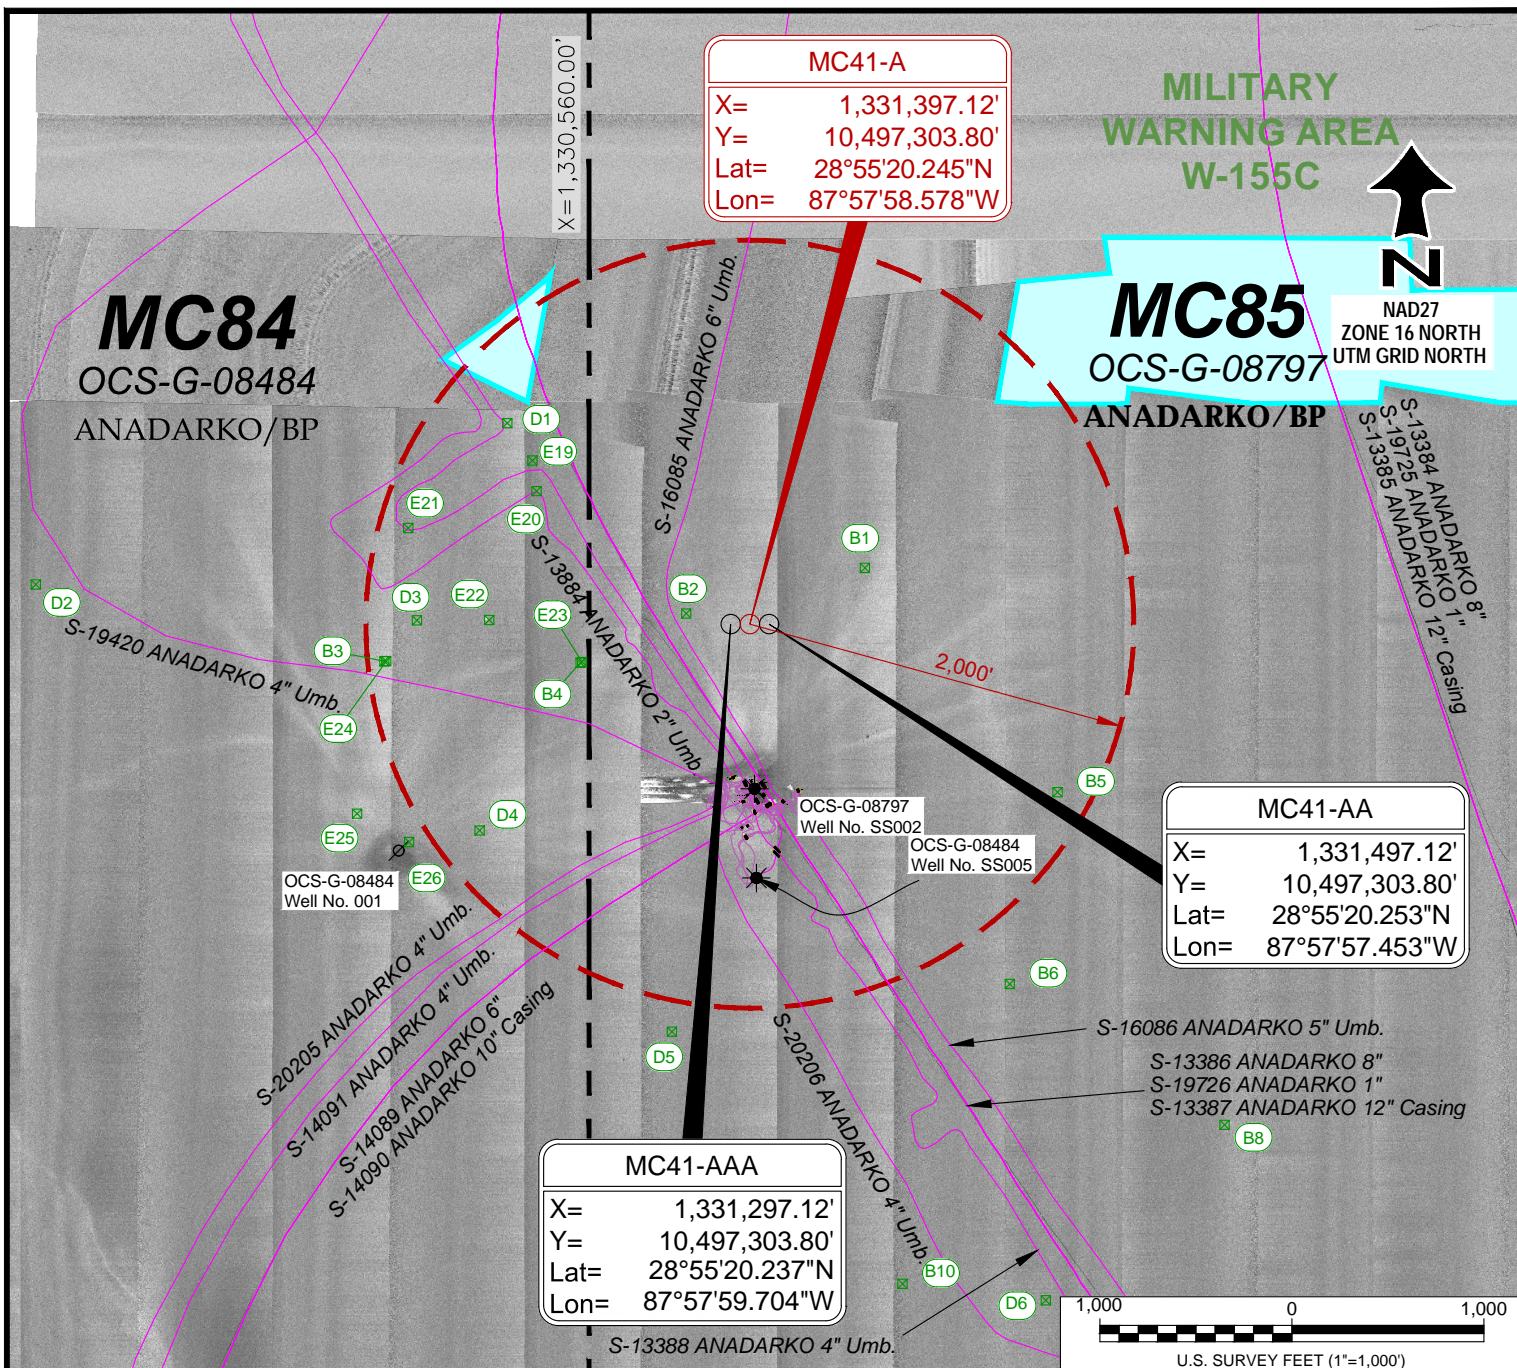 X= 1,330,560.00'
MC41-A
X= 1,331,397.12'
Y= 10,497,303.80'
Lat= 28°55'20.245"N
Lon= 87°57'58.578"W
MILITARY
WARNING AREA
W-155C
N
NAD27
ZONE 16 NORTH
UTM GRID NORTH
MC84
OCS-G-08484
ANADARKO/BP
MC85
OCS-G-08797
ANADARKO/BP
S-16085 ANADARKO 6" Umb.
S-13384 ANADARKO 8"
S-19725 ANADARKO 1"
S-13385 ANADARKO 12" Casing
D1
E19
E21
E20
B1
S-13884 ANADARKO 2" Umb.
D2
D3
E22
E23
B2
S-19420 ANADARKO 4" Umb.
B3
B4
E24
2,000'
B5
OCS-G-08797
Well No. SS002
OCS-G-08484
Well No. SS005
E25
D4
E26
OCS-G-08484
Well No. 001
MC41-AA
X= 1,331,497.12'
Y= 10,497,303.80'
Lat= 28°55'20.253"N
Lon= 87°57'57.453"W
S-20205 ANADARKO 4" Umb.
S-14091 ANADARKO 4" Umb.
S-14089 ANADARKO 6"
S-14090 ANADARKO 10" Casing
B6
D5
S-20206 ANADARKO 4" Umb.
S-16086 ANADARKO 5" Umb.
S-13386 ANADARKO 8"
S-19726 ANADARKO 1"
S-13387 ANADARKO 12" Casing
B8
MC41-AAA
X= 1,331,297.12'
Y= 10,497,303.80'
Lat= 28°55'20.237"N
Lon= 87°57'59.704"W
B10
D6
S-13388 ANADARKO 4" Umb.
1,000 0 1,000
U.S. SURVEY FEET (1"=1,000')